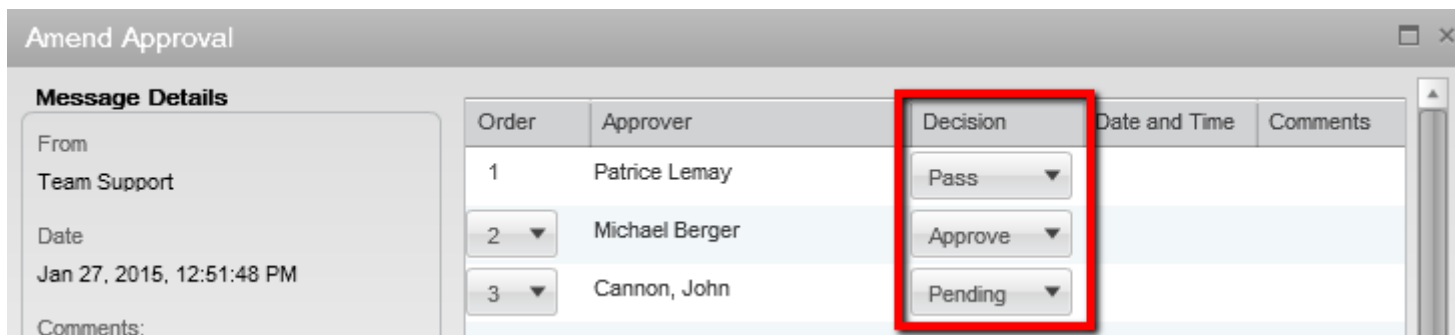 Amend Approval
Message Details
From
Team Support
Date
Jan 27, 2015, 12:51:48 PM
Comments:
Order Approver Decision Date and Time Comments
1 Patrice Lemay Pass
2 Michael Berger Approve
3 Cannon, John Pending